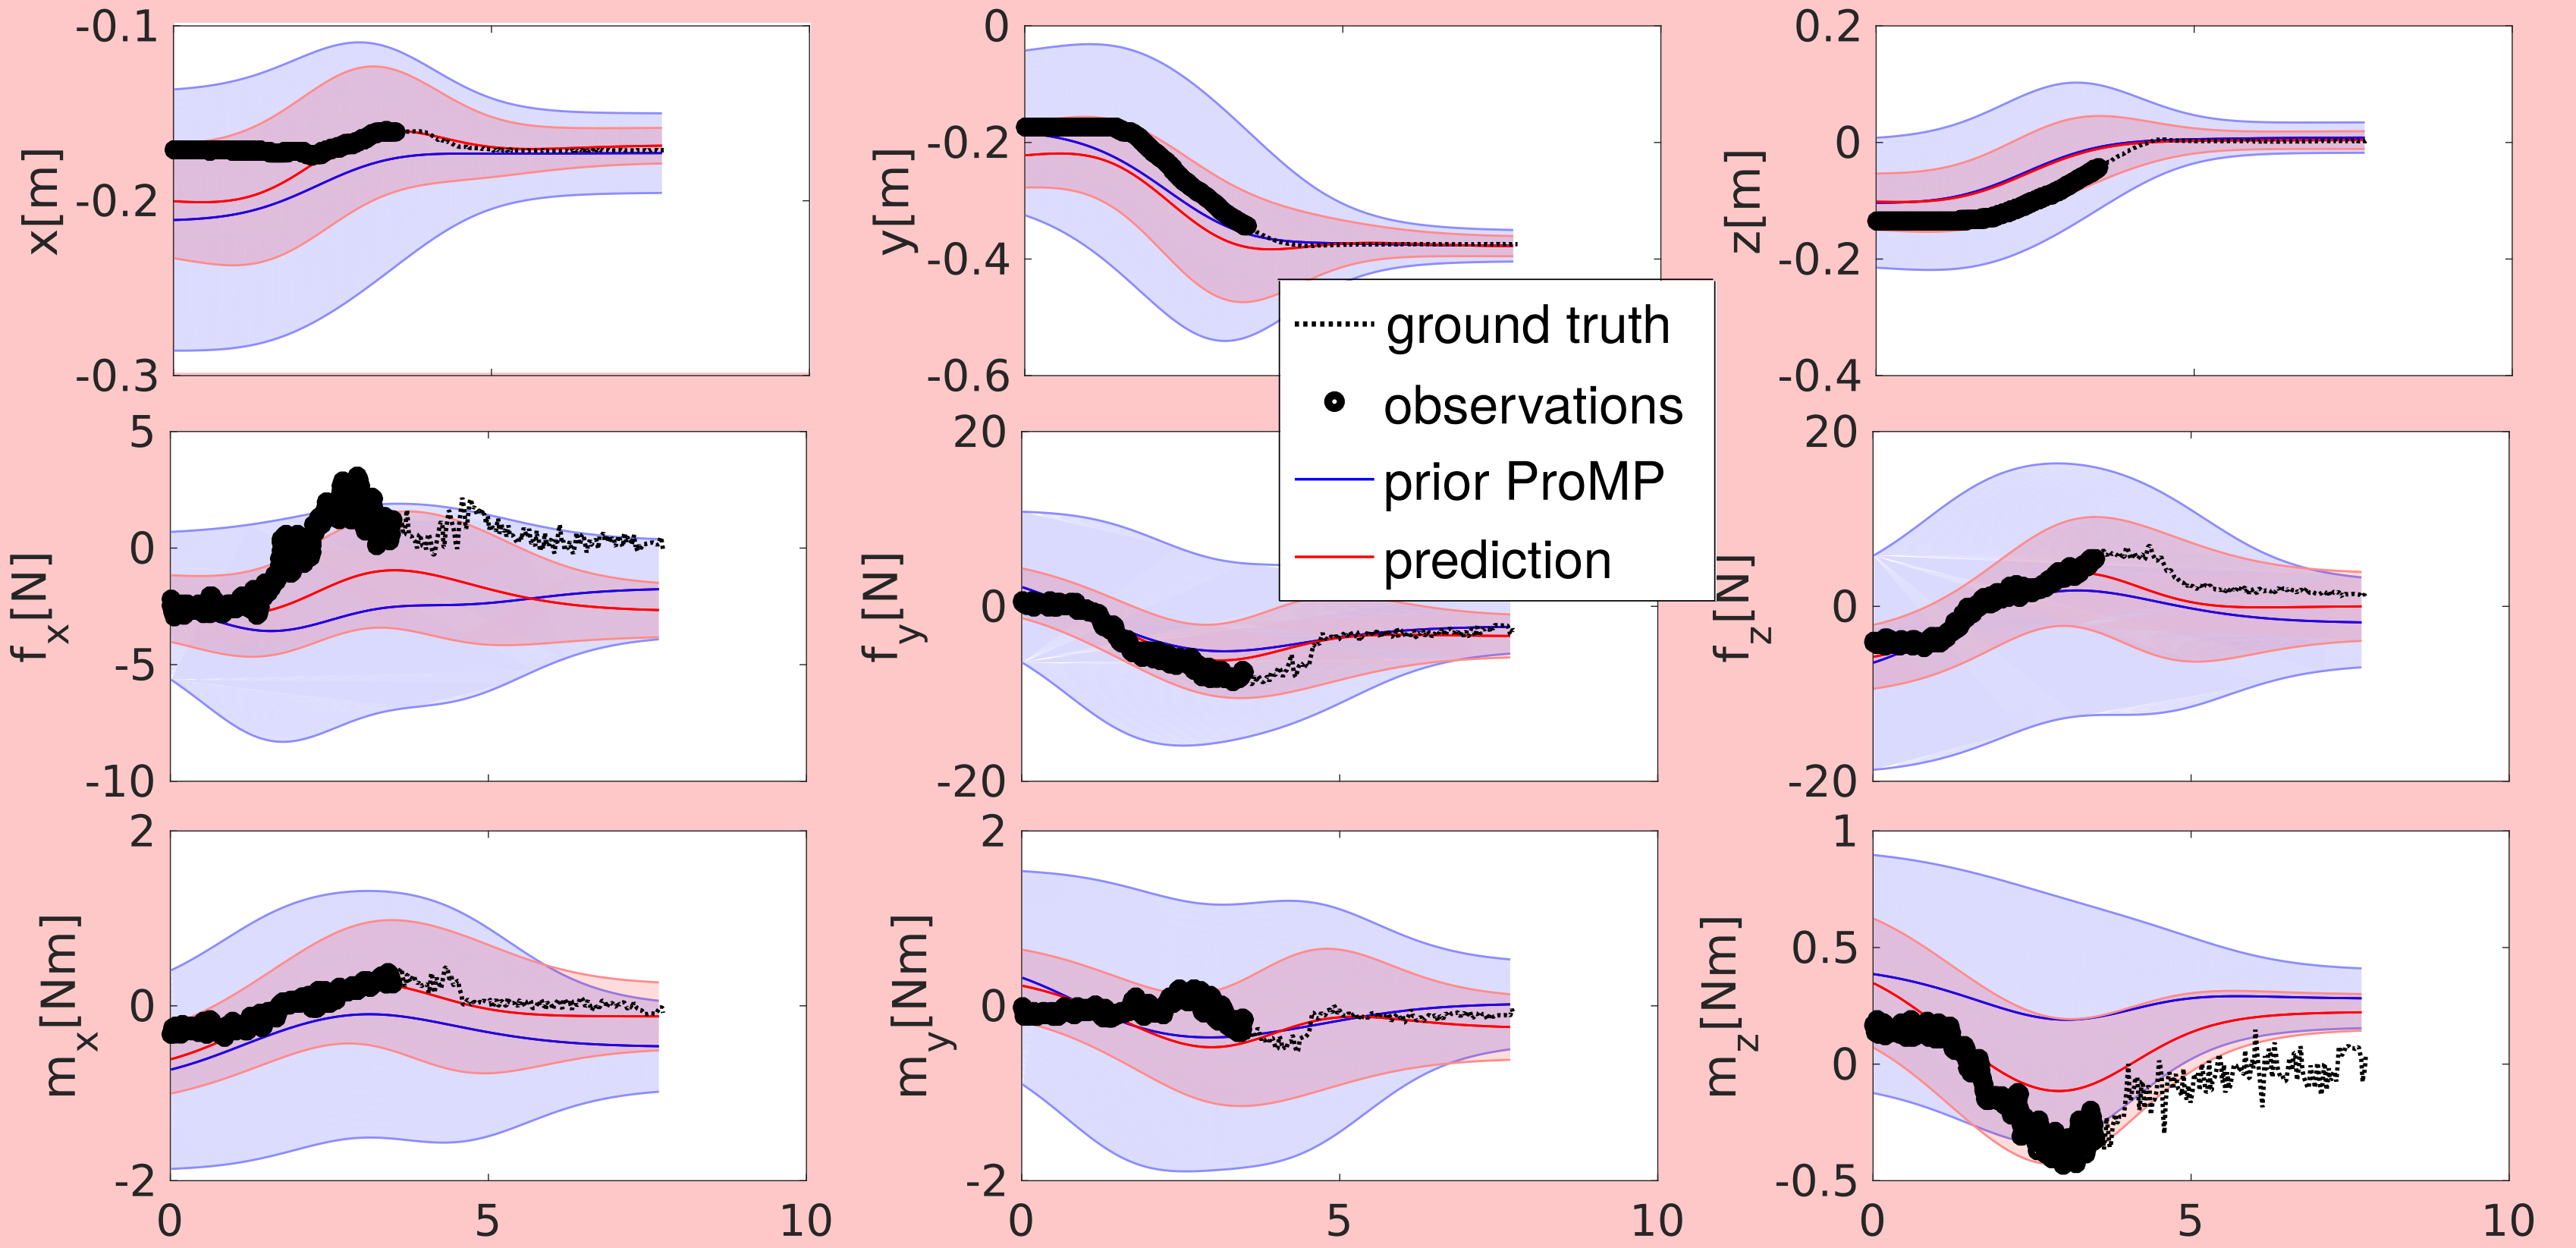 -0.1
-0.2
-0.3
x[m]
0
-0.2
-0.4
-0.6
y[m]
0.2
0
-0.2
-0.4
z[m]
ground truth
observations
prior ProMP
prediction
5
0
-5
-10
f_x[N]
20
0
-20
f_y[N]
20
0
-20
f_z[N]
2
0
-2
m_x[Nm]
0 5 10
2
0
-2
m_y[Nm]
0 5 10
1
0.5
0
-0.5
m_z[Nm]
0 5 10